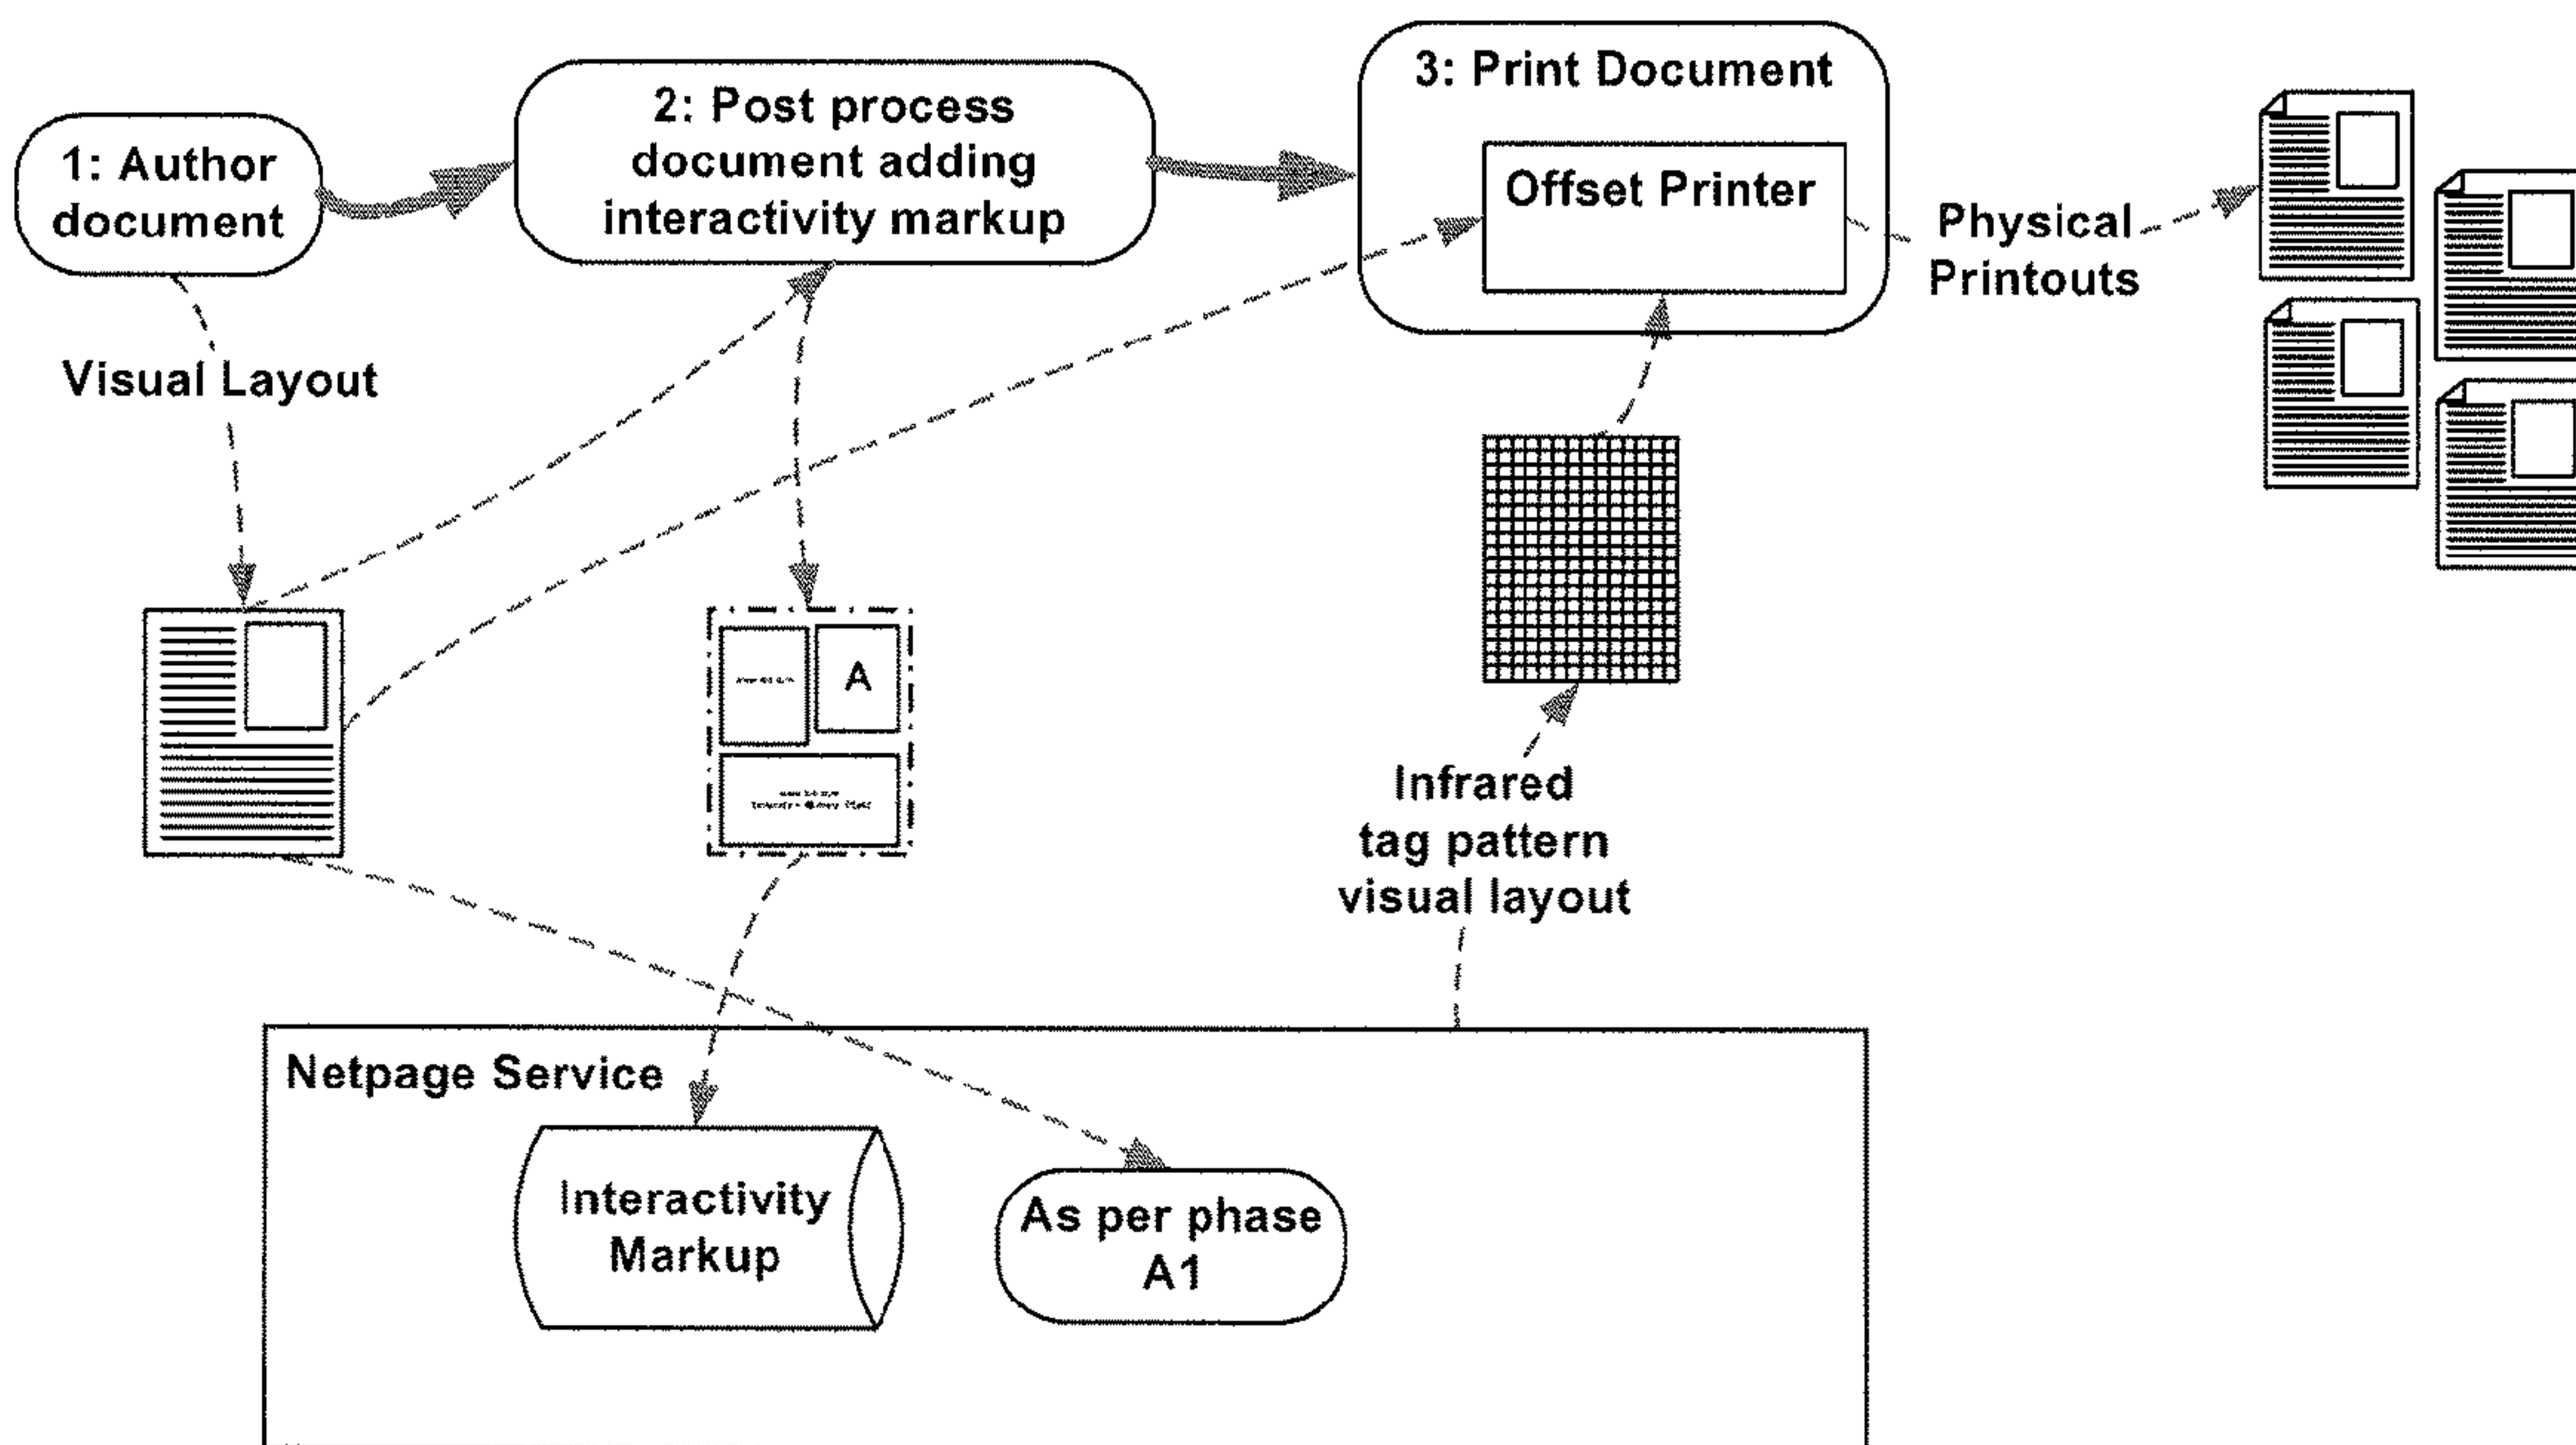 1: Author
document
2: Post process
document adding
interactivity markup
3: Print Document
Offset Printer
Physical
Printouts
Visual Layout
A
Infrared
tag pattern
visual layout
Netpage Service
Interactivity
Markup
As per phase
A1